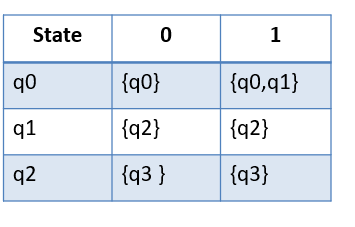 State 0 1
q0 {q0} {q0,q1}
q1 {q2} {q2}
q2 {q3 } {q3}